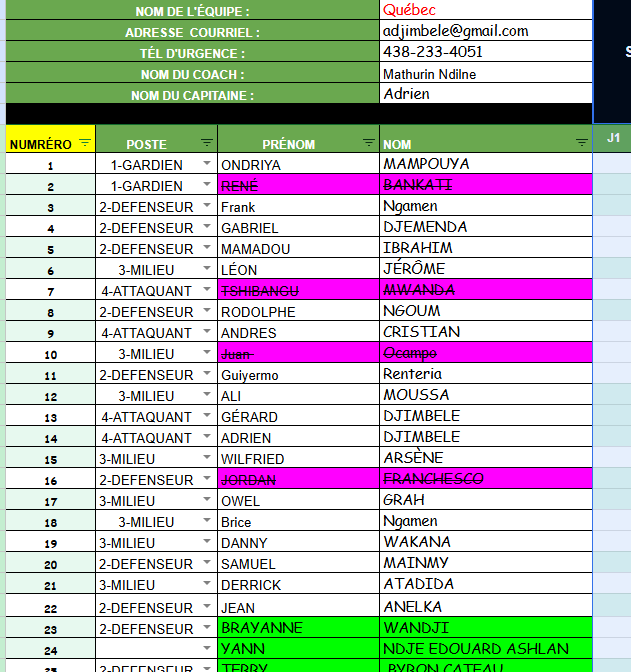 NOM DE L'ÉQUIPE : Québec
ADRESSE COURRIEL : adjimbele@gmail.com
TÉL D'URGENCE : 438-233-4051
NOM DU COACH : Mathurin Ndilne
NOM DU CAPITAINE : Adrien
NUMRÉRO POSTE PRÉNOM NOM J1
1 1-GARDIEN ONDRIYA MAMPOUYA
2 1-GARDIEN RENÉ BANKATI
3 2-DEFENSEUR Frank Ngamen
4 2-DEFENSEUR GABRIEL DJEMENDA
5 2-DEFENSEUR MAMADOU IBRAHIM
6 3-MILIEU LÉON JÉRÔME
7 4-ATTAQUANT TSHIBANGU MWANDA
8 2-DEFENSEUR RODOLPHE NGOUM
9 4-ATTAQUANT ANDRES CRISTIAN
10 3-MILIEU Juan Ocampo
11 2-DEFENSEUR Guiyermo Renteria
12 3-MILIEU ALI MOUSSA
13 4-ATTAQUANT GÉRARD DJIMBELE
14 4-ATTAQUANT ADRIEN DJIMBELE
15 3-MILIEU WILFRIED ARSÈNE
16 2-DEFENSEUR JORDAN FRANCHESCO
17 3-MILIEU OWEL GRAH
18 3-MILIEU Brice Ngamen
19 3-MILIEU DANNY WAKANA
20 2-DEFENSEUR SAMUEL MAINMY
21 3-MILIEU DERRICK ATADIDA
22 2-DEFENSEUR JEAN ANELKA
23 2-DEFENSEUR BRAYANNE WANDJI
24 YANN NDJE EDOUARD ASHLAN
25 2-DEFENSEUR TERRY BYRON CATEAU